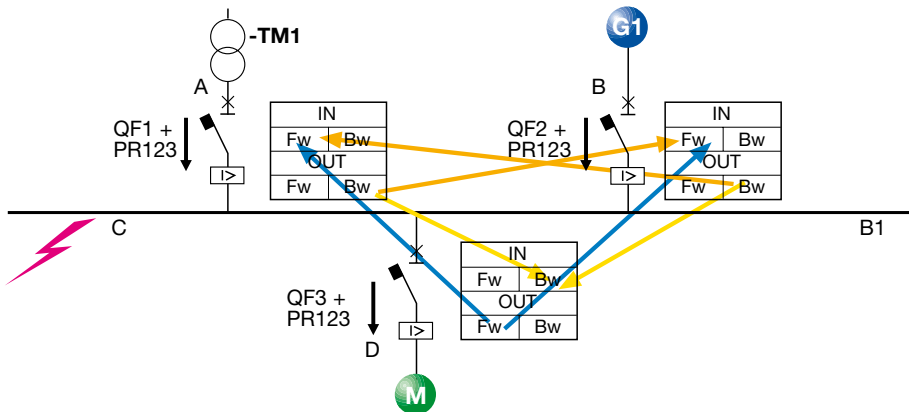 -TM1
G1
A
B
QF1 +
PR123
I>
IN
Fw Bw
OUT
Fw Bw
QF2 +
PR123
I>
IN
Fw Bw
OUT
Fw Bw
C
B1
QF3 +
PR123
I>
D
IN
Fw Bw
OUT
Fw Bw
M